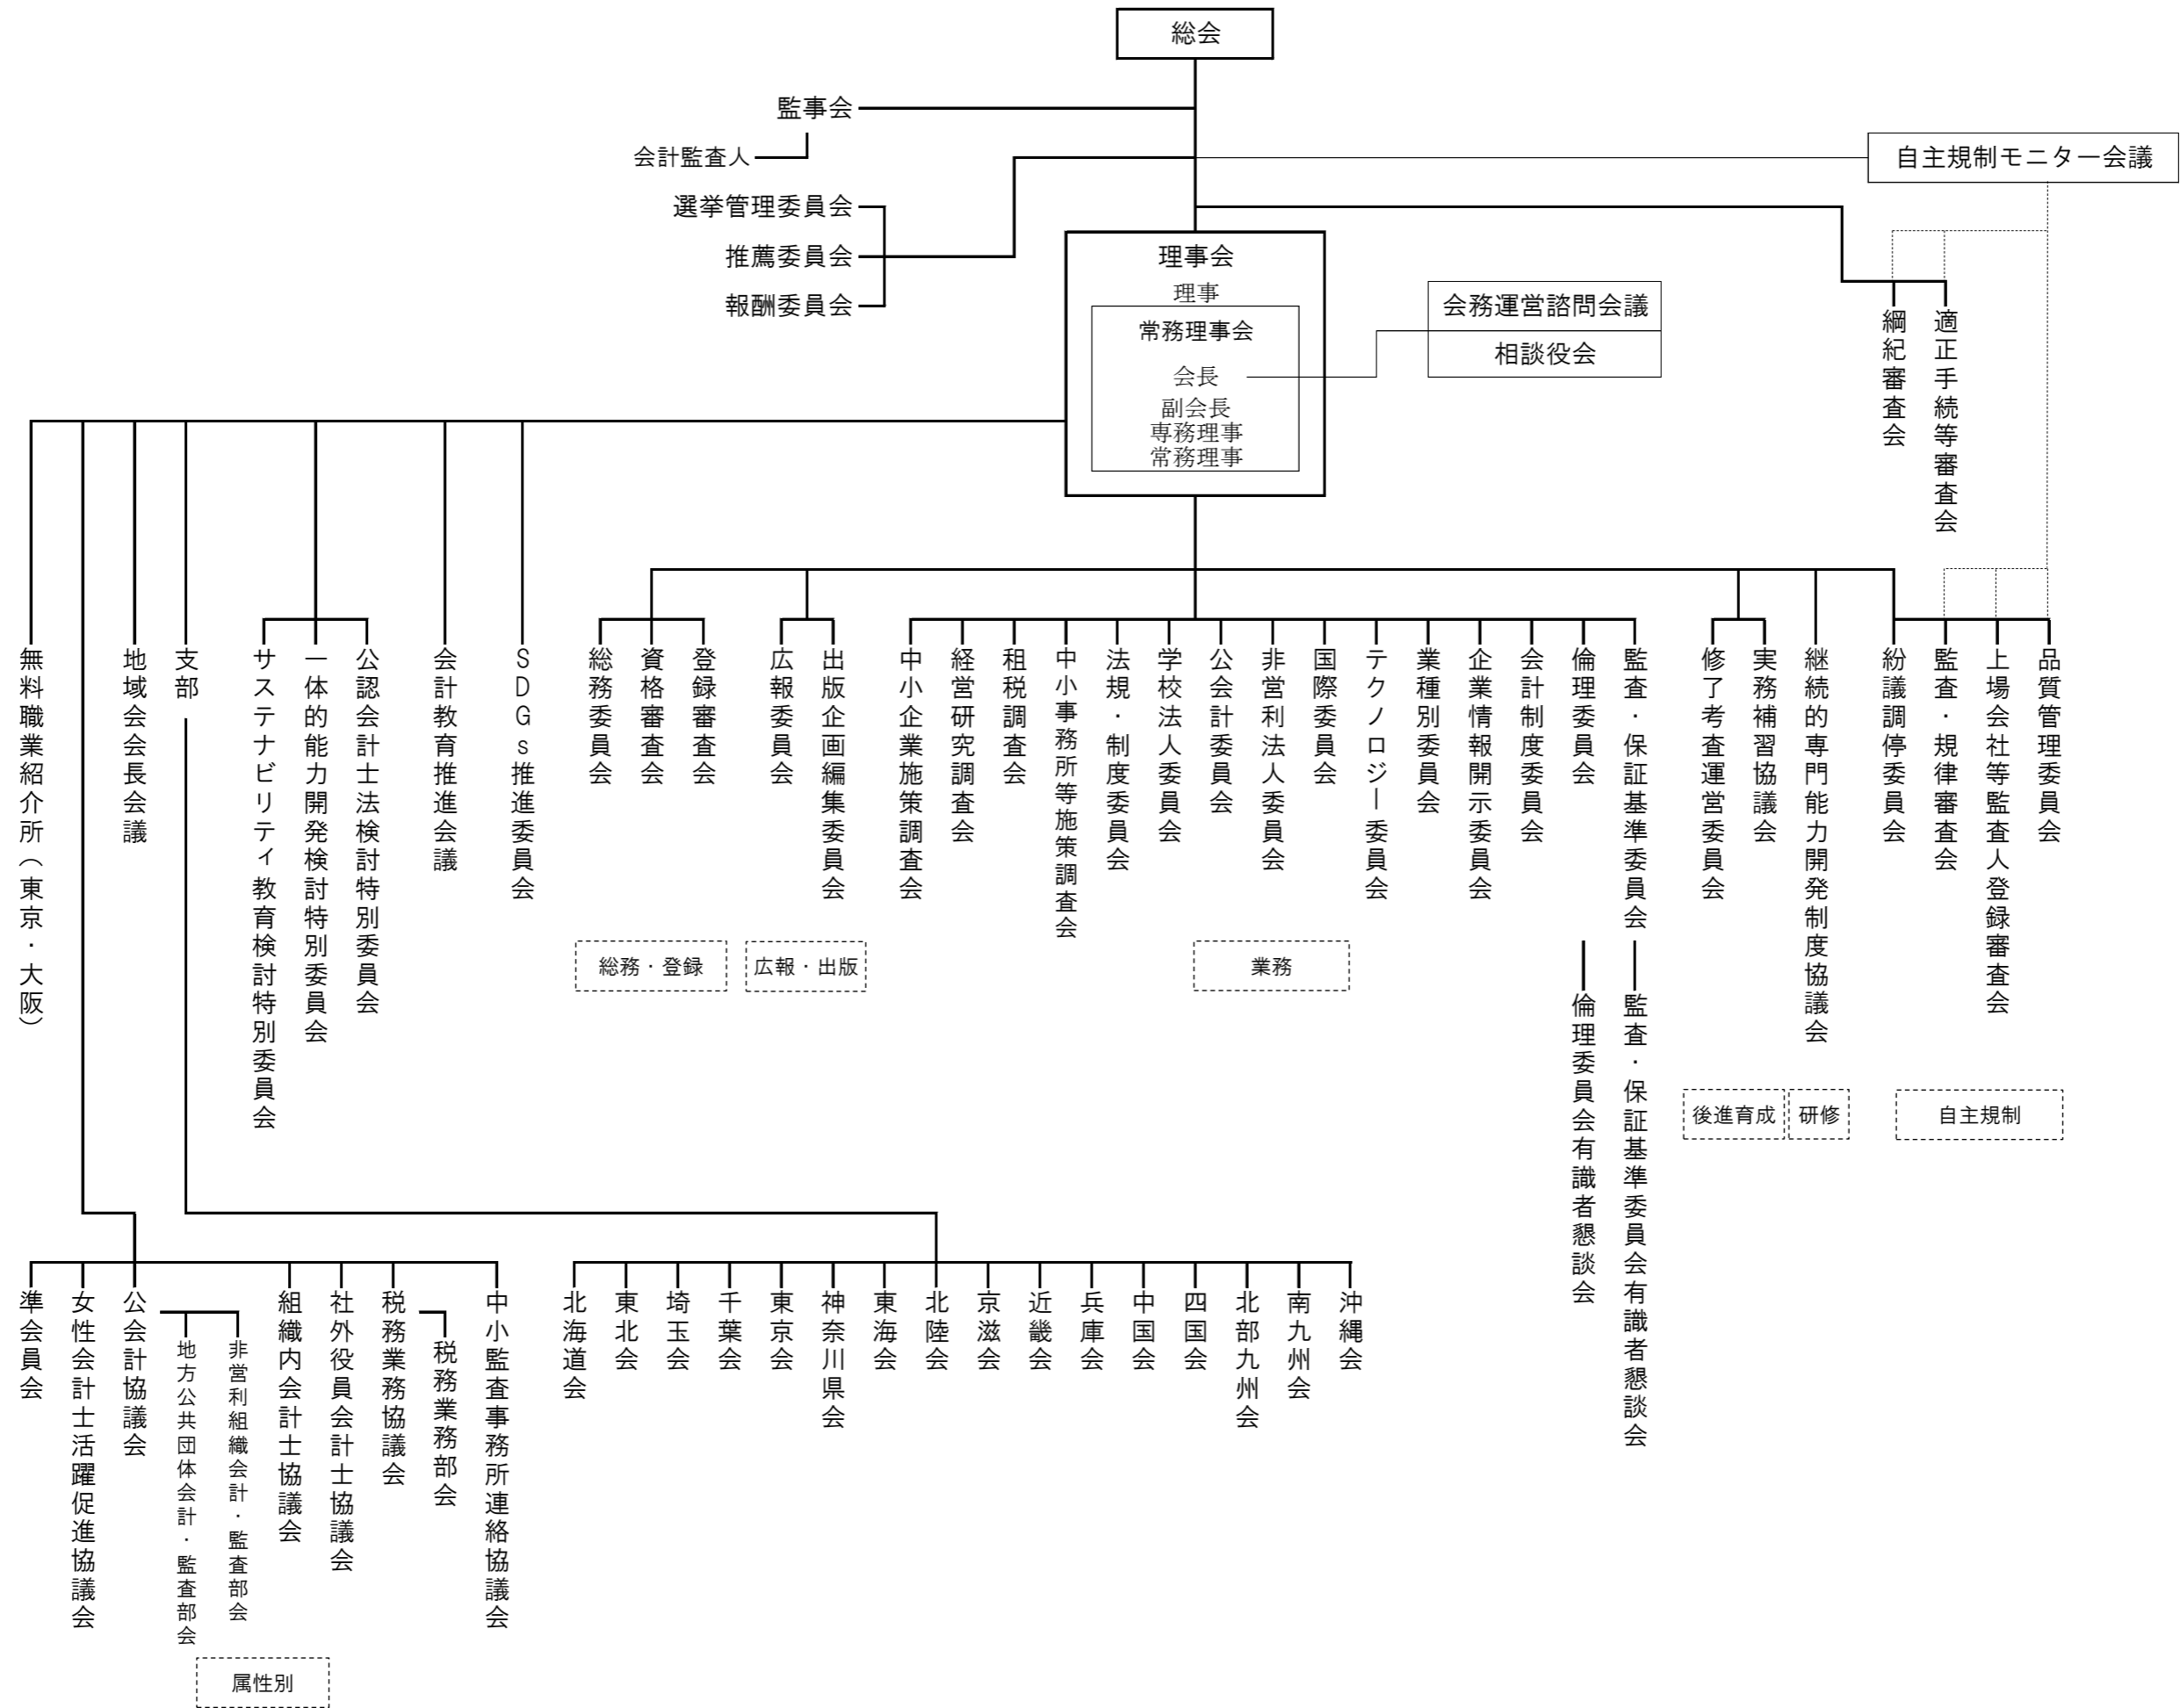 総会
監事会
会計監査人
自主規制モニター会議
選挙管理委員会
推薦委員会
報酬委員会
理事会
理事
常務理事会
会長
副会長
専務理事
常務理事
会務運営諮問会議
相談役会
綱紀審査会
適正手続等審査会
無料職業紹介所（東京・大阪）
地域会会長会議
支部
サステナビリティ教育検討特別委員会
一体的能力開発検討特別委員会
公認会計士法検討特別委員会
会計教育推進会議
SDGs推進委員会
総務委員会
資格審査会
登録審査会
広報委員会
出版企画編集委員会
中小企業施策調査会
経営研究調査会
租税調査会
中小事務所等施策調査会
法規・制度委員会
学校法人委員会
公会計委員会
非営利法人委員会
国際委員会
テクノロジー委員会
業種別委員会
企業情報開示委員会
会計制度委員会
倫理委員会
監査・保証基準委員会
修了考査運営委員会
実務補習協議会
継続的専門能力開発制度協議会
紛議調停委員会
監査・規律審査会
上場会社等監査人登録審査会
品質管理委員会
総務・登録
広報・出版
業務
倫理委員会有識者懇談会
監査・保証基準委員会有識者懇談会
後進育成
研修
自主規制
準会員会
女性会計士活躍促進協議会
公会計協議会
地方公共団体会計・監査部会
非営利組織会計・監査部会
組織内会計士協議会
社外役員会計士協議会
税務業務協議会
税務業務部会
中小監査事務所連絡協議会
北海道会
東北会
埼玉会
千葉会
東京会
神奈川県会
東海会
北陸会
京滋会
近畿会
兵庫会
中国会
四国会
北部九州会
南九州会
沖縄会
属性別